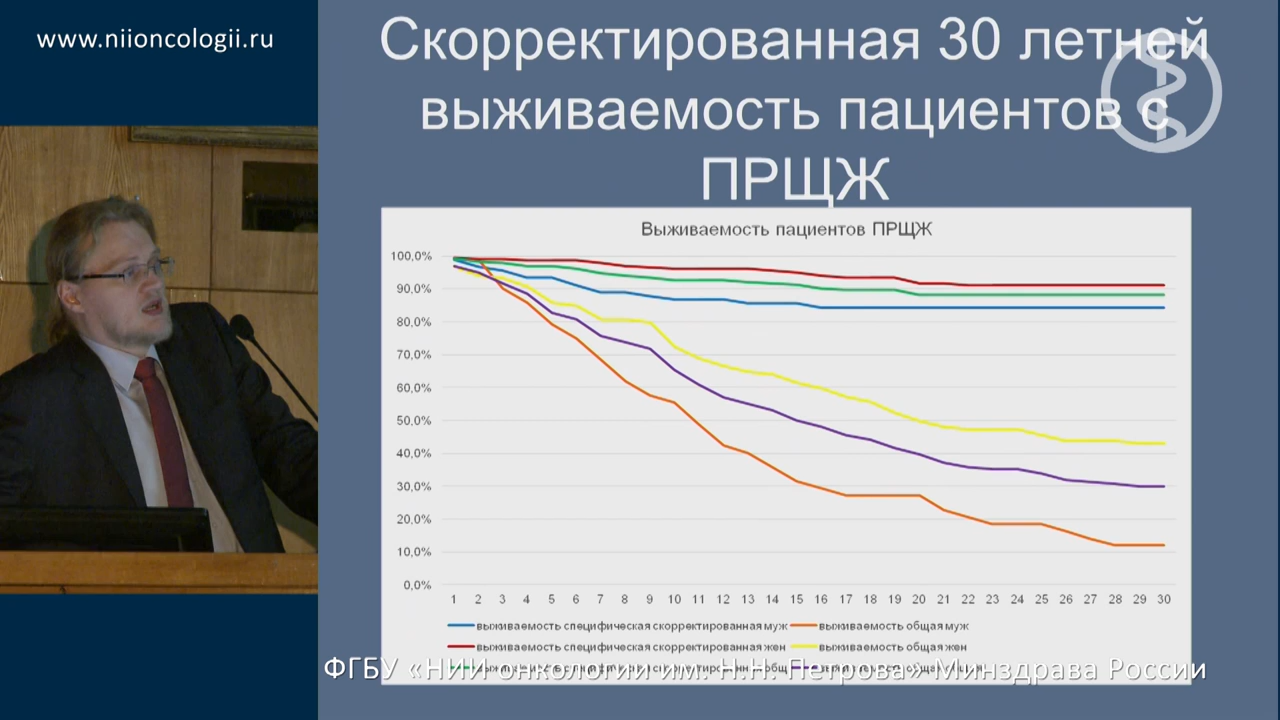 www.niioncologii.ru
Скорректированная 30 летней
выживаемость пациентов с
ПРЩЖ
Выживаемость пациентов ПРЩЖ
100,0%
90,0%
80,0%
70,0%
60,0%
50,0%
40,0%
30,0%
20,0%
10,0%
0,0%
1 2 3 4 5 6 7 8 9 10 11 12 13 14 15 16 17 18 19 20 21 22 23 24 25 26 27 28 29 30
выживаемость специфическая скорректированная муж выживаемость общая муж
выживаемость специфическая скорректированная жен выживаемость общая жен
ФГБУ «НИИ онкологии им. Н.Н. Петрова» Минздрава России